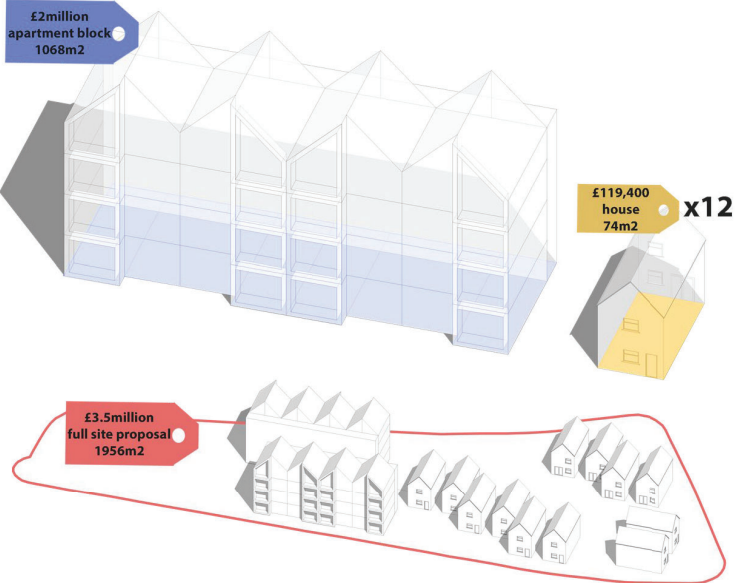 £2million
apartment block
1068m2
£119,400
house
74m2
x12
£3.5million
full site proposal
1956m2